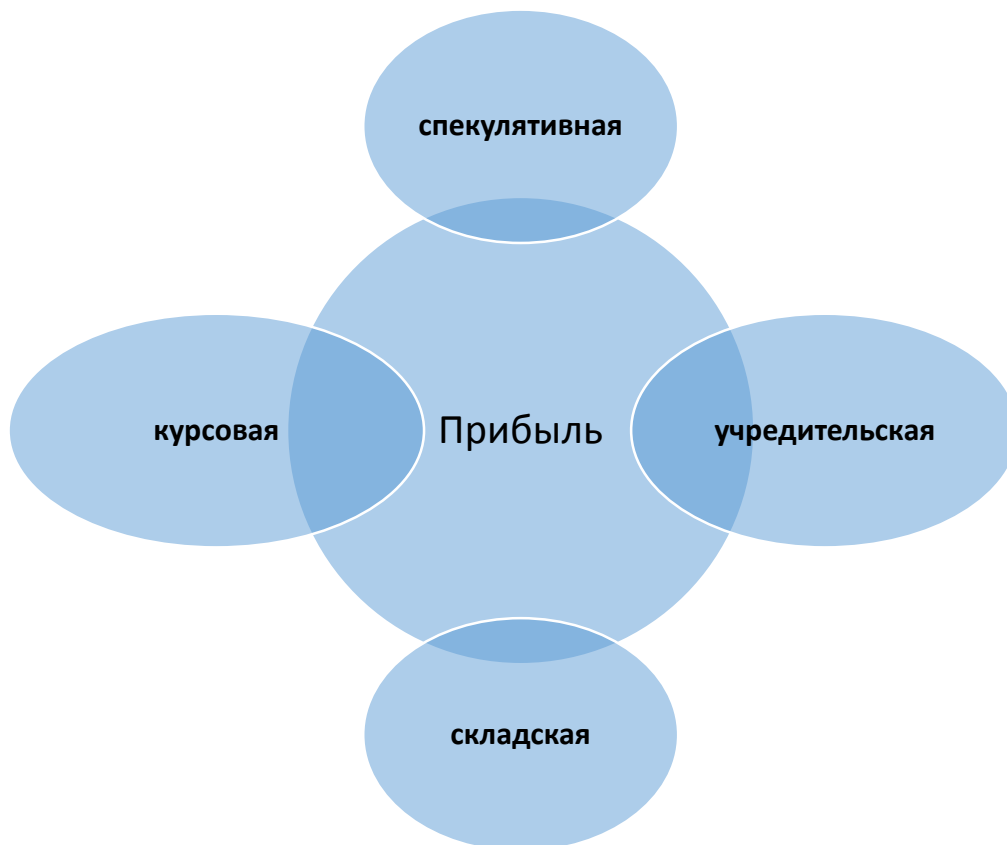 спекулятивная
курсовая
Прибыль
учредительская
складская